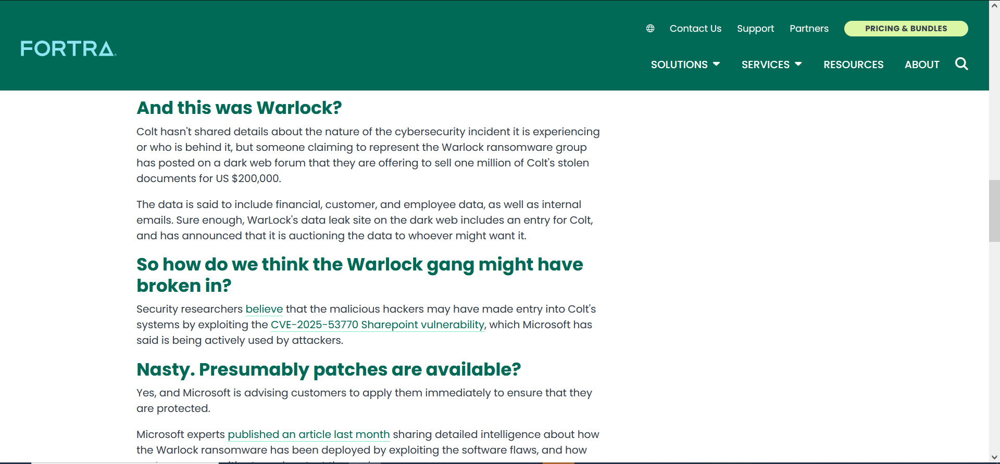 Contact Us Support Partners PRICING & BUNDLES
FORTRA
SOLUTIONS SERVICES RESOURCES ABOUT
And this was Warlock?
Colt hasn't shared details about the nature of the cybersecurity incident it is experiencing
or who is behind it, but someone claiming to represent the Warlock ransomware group
has posted on a dark web forum that they are offering to sell one million of Colt's stolen
documents for US $200,000.
The data is said to include financial, customer, and employee data, as well as internal
emails. Sure enough, WarLock's data leak site on the dark web includes an entry for Colt,
and has announced that it is auctioning the data to whoever might want it.
So how do we think the Warlock gang might have
broken in?
Security researchers believe that the malicious hackers may have made entry into Colt's
systems by exploiting the CVE-2025-53770 Sharepoint vulnerability, which Microsoft has
said is being actively used by attackers.
Nasty. Presumably patches are available?
Yes, and Microsoft is advising customers to apply them immediately to ensure that they
are protected.
Microsoft experts published an article last month sharing detailed intelligence about how
the Warlock ransomware has been deployed by exploiting the software flaws, and how